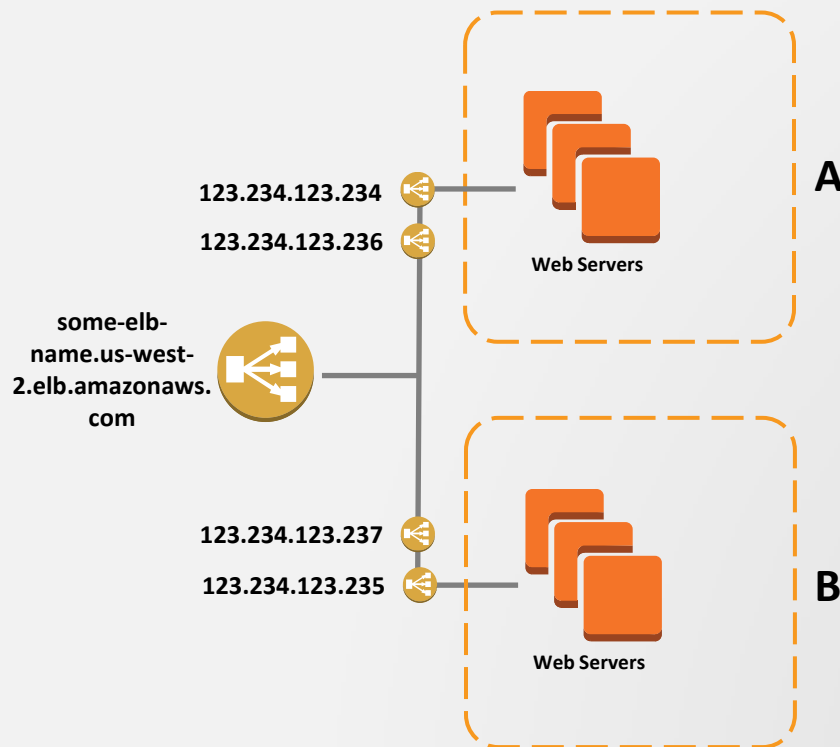 A
123.234.123.234
123.234.123.236
Web Servers
some-elb-
name.us-west-
2.elb.amazonaws.
com
123.234.123.237
123.234.123.235
B
Web Servers